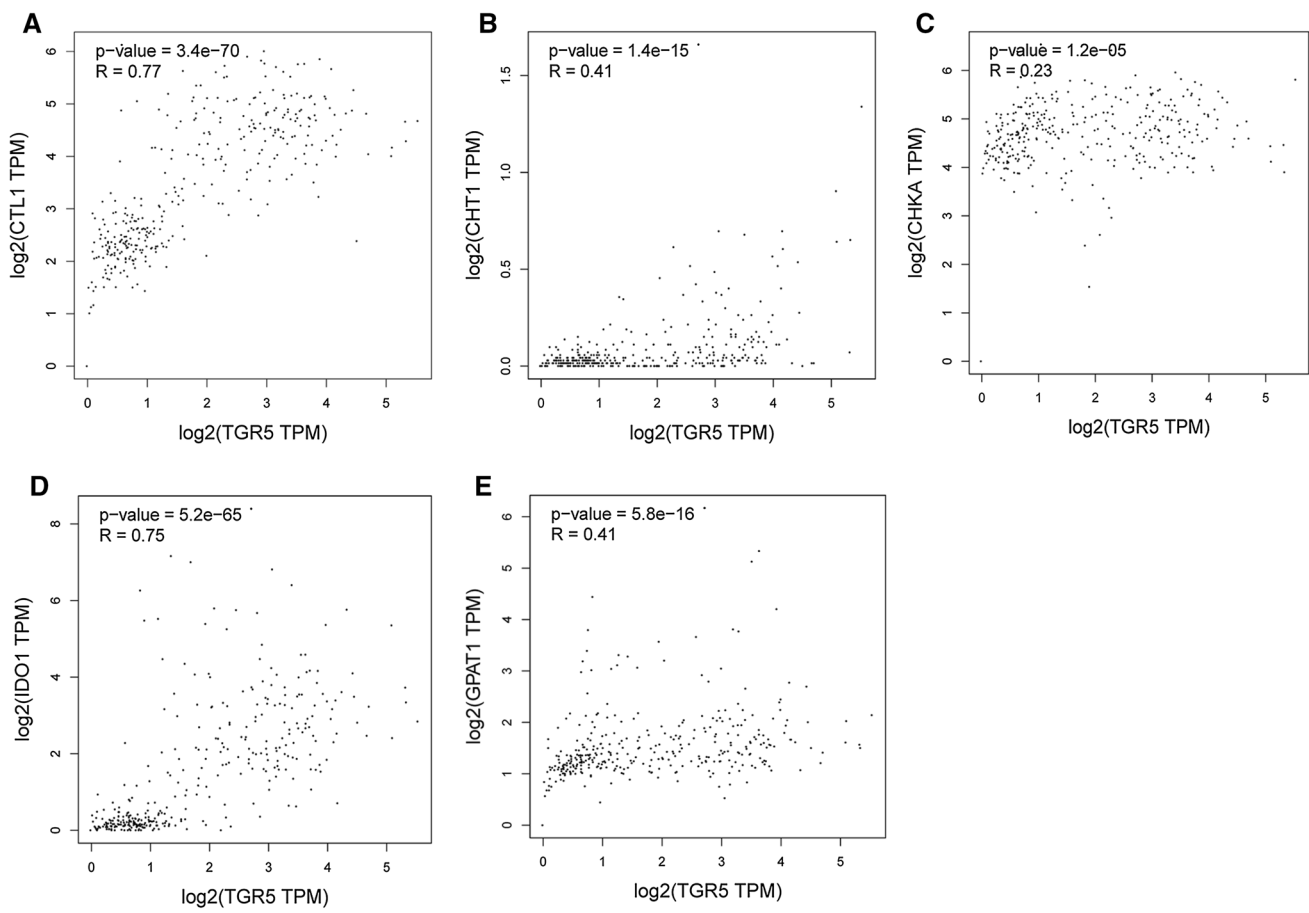 A
p-value = 3.4e-70
R = 0.77
log2(CTL1 TPM)
6
5
4
3
2
1
0
0 1 2 3 4 5
log2(TGR5 TPM)
B
p-value = 1.4e-15
R = 0.41
log2(CHT1 TPM)
1.5
1.0
0.5
0.0
0 1 2 3 4 5
log2(TGR5 TPM)
C
p-value = 1.2e-05
R = 0.23
log2(CHKA TPM)
6
5
4
3
2
1
0
0 1 2 3 4 5
log2(TGR5 TPM)
D
p-value = 5.2e-65
R = 0.75
log2(IDO1 TPM)
8
6
4
2
0
0 1 2 3 4 5
log2(TGR5 TPM)
E
p-value = 5.8e-16
R = 0.41
log2(GPAT1 TPM)
6
5
4
3
2
1
0
0 1 2 3 4 5
log2(TGR5 TPM)